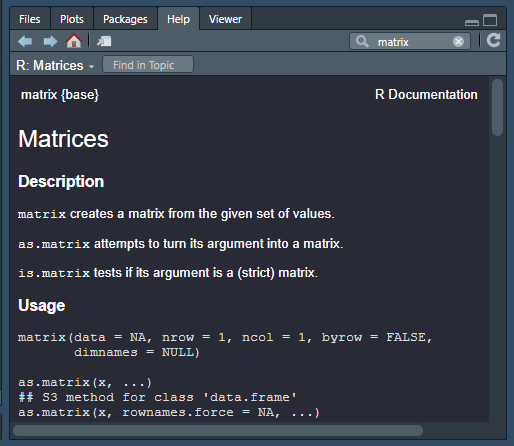 Files Plots Packages Help Viewer
matrix
R: Matrices Find in Topic
matrix {base} R Documentation
Matrices
Description
matrix creates a matrix from the given set of values.
as.matrix attempts to turn its argument into a matrix.
is.matrix tests if its argument is a (strict) matrix.
Usage
matrix(data = NA, nrow = 1, ncol = 1, byrow = FALSE,
       dimnames = NULL)
as.matrix(x, ...)
## S3 method for class 'data.frame'
as.matrix(x, rownames.force = NA, ...)